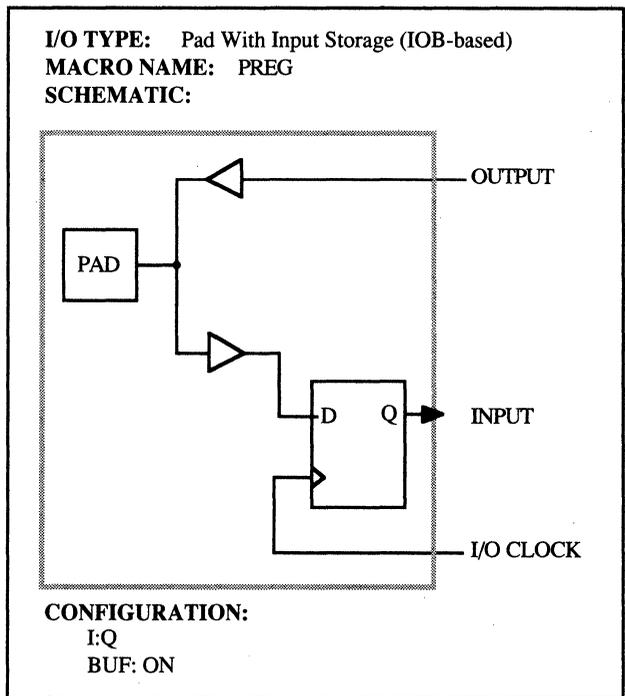 I/O TYPE: Pad With Input Storage (IOB-based)
MACRO NAME: PREG
SCHEMATIC:
OUTPUT
PAD
D Q
INPUT
I/O CLOCK
CONFIGURATION:
I:Q
BUF: ON